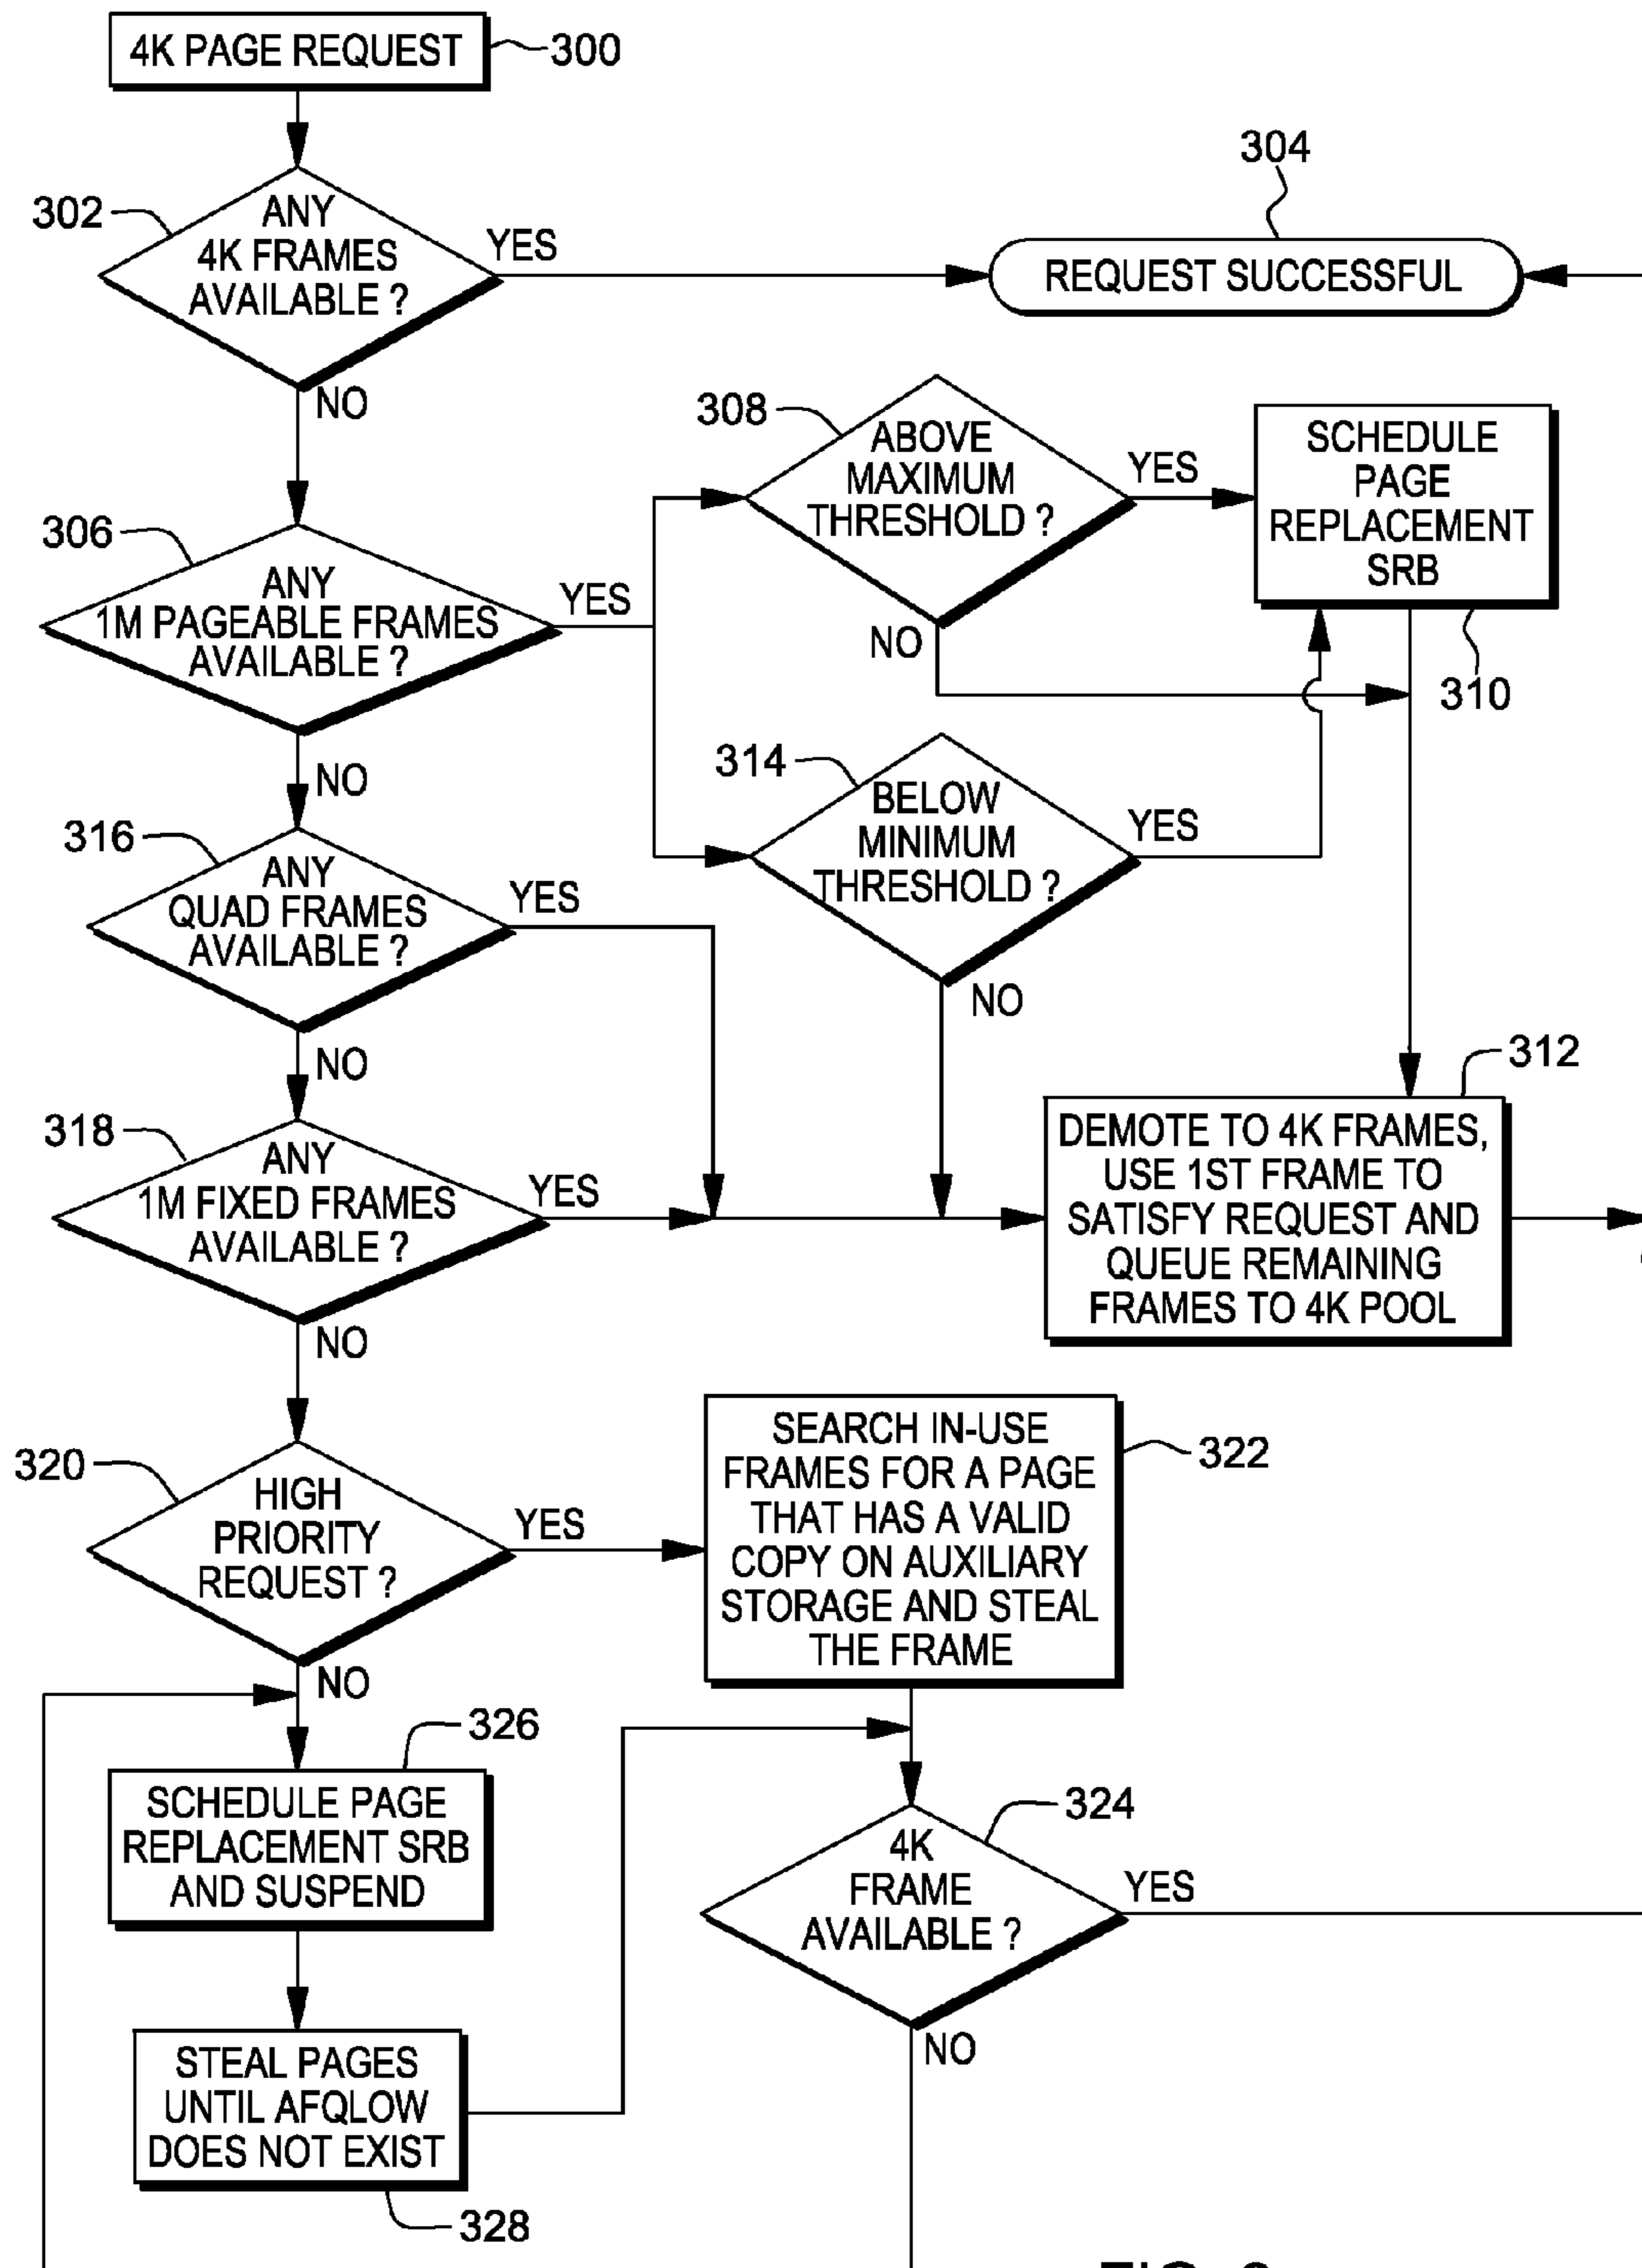 4K PAGE REQUEST
300
302
ANY
4K FRAMES
AVAILABLE ?
YES
NO
304
REQUEST SUCCESSFUL
306
ANY
1M PAGEABLE FRAMES
AVAILABLE ?
YES
NO
308
ABOVE
MAXIMUM
THRESHOLD ?
YES
NO
SCHEDULE
PAGE
REPLACEMENT
SRB
310
314
BELOW
MINIMUM
THRESHOLD ?
YES
NO
316
ANY
QUAD FRAMES
AVAILABLE ?
YES
NO
312
DEMOTE TO 4K FRAMES,
USE 1ST FRAME TO
SATISFY REQUEST AND
QUEUE REMAINING
FRAMES TO 4K POOL
318
ANY
1M FIXED FRAMES
AVAILABLE ?
YES
NO
320
HIGH
PRIORITY
REQUEST ?
YES
NO
SEARCH IN-USE
FRAMES FOR A PAGE
THAT HAS A VALID
COPY ON AUXILIARY
STORAGE AND STEAL
THE FRAME
322
326
SCHEDULE PAGE
REPLACEMENT SRB
AND SUSPEND
324
4K
FRAME
AVAILABLE ?
YES
NO
STEAL PAGES
UNTIL AFQLOW
DOES NOT EXIST
328